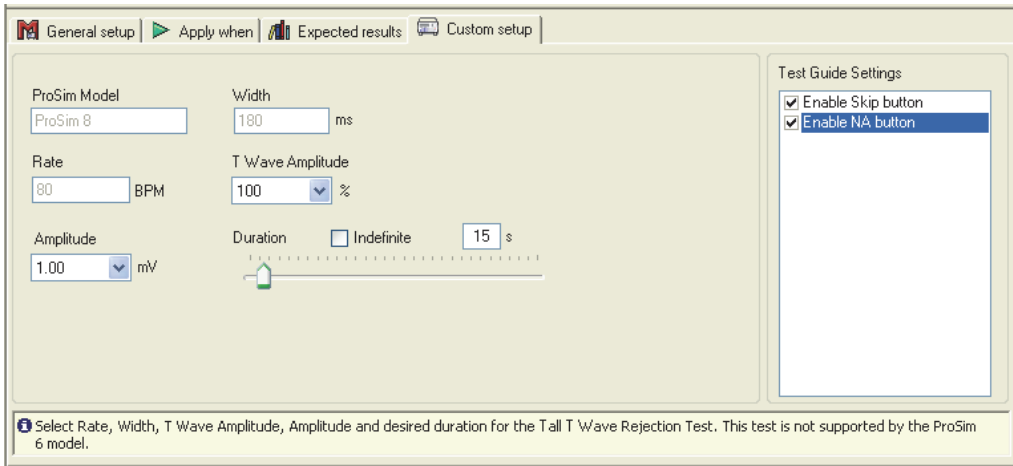 General setup
Apply when
Expected results
Custom setup
ProSim Model
ProSim 8
Width
180 ms
Rate
80 BPM
T Wave Amplitude
100 %
Amplitude
1.00 mV
Duration
Indefinite
15 s
Test Guide Settings
Enable Skip button
Enable NA button
Select Rate, Width, T Wave Amplitude, Amplitude and desired duration for the Tall T Wave Rejection Test. This test is not supported by the ProSim
6 model.